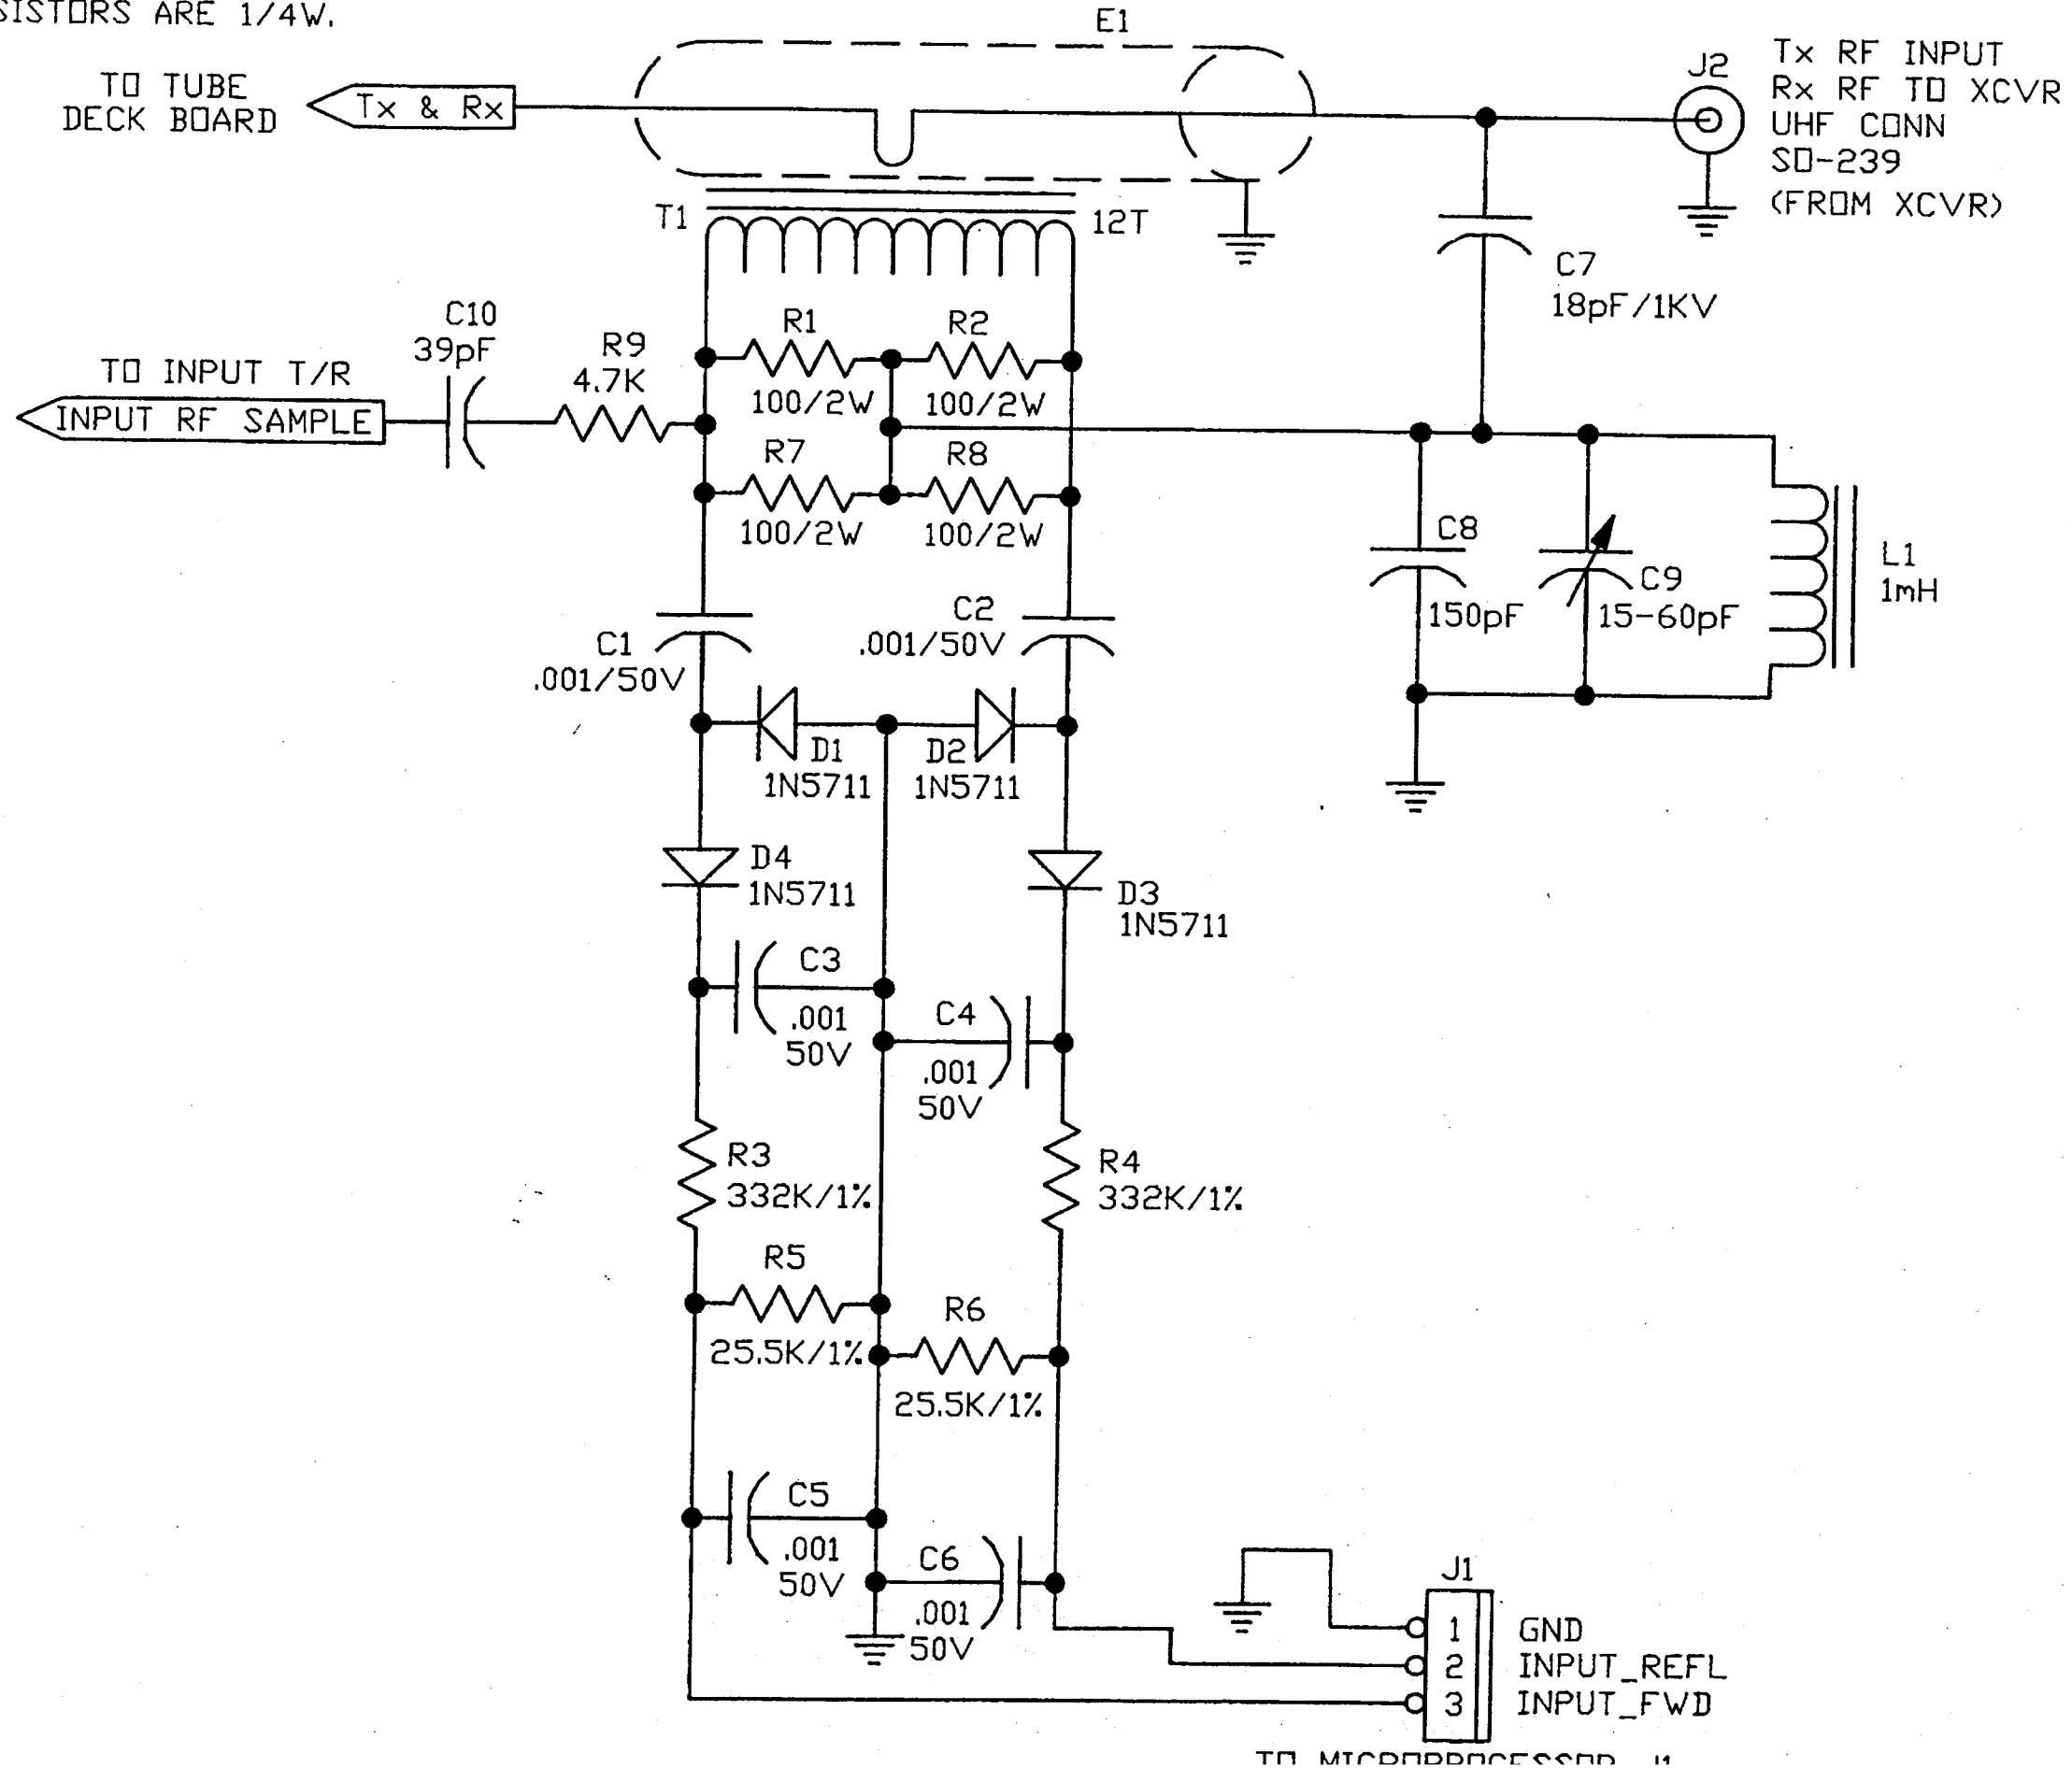 SISTORS ARE 1/4W.
E1
TO TUBE
DECK BOARD
Tx & Rx
J2
Tx RF INPUT
Rx RF TO XCVR
UHF CONN
SO-239
(FROM XCVR)
T1
12T
C7
18pF/1KV
C10
39pF
R9
4.7K
R1
100/2W
R2
100/2W
TO INPUT T/R
INPUT RF SAMPLE
R7
100/2W
R8
100/2W
C8
150pF
C9
15-60pF
L1
1mH
C1
.001/50V
C2
.001/50V
D1
1N5711
D2
1N5711
D4
1N5711
D3
1N5711
C3
.001
50V
C4
.001
50V
R3
332K/1%
R4
332K/1%
R5
25.5K/1%
R6
25.5K/1%
C5
.001
50V
C6
.001
50V
J1
1 GND
2 INPUT_REFL
3 INPUT_FWD
TO MICROPROCESSOR J1